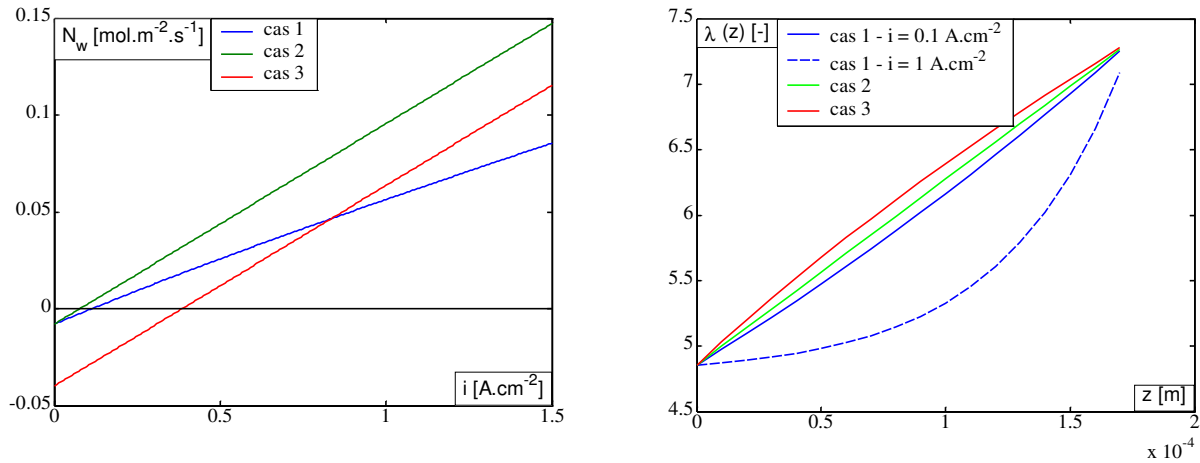 0.15
N_w [mol.m^-2.s^-1]
cas 1
cas 2
cas 3
0.1
0.05
0
-0.05
i [A.cm^-2]
0
0.5
1
1.5
7.5
λ (z) [-]
cas 1 - i = 0.1 A.cm^-2
cas 1 - i = 1 A.cm^-2
cas 2
cas 3
7
6.5
6
5.5
5
4.5
z [m]
0
0.5
1
1.5
2
x 10^-4